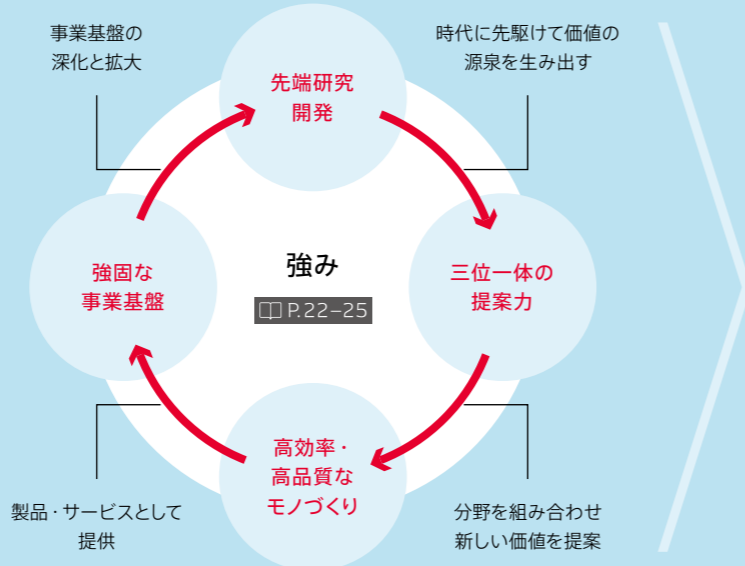 事業基盤の
深化と拡大
時代に先駆けて価値の
源泉を生み出す
先端研究
開発
強固な
事業基盤
強み
P.22–25
三位一体の
提案力
高効率・
高品質な
モノづくり
製品・サービスとして
提供
分野を組み合わせ
新しい価値を提案